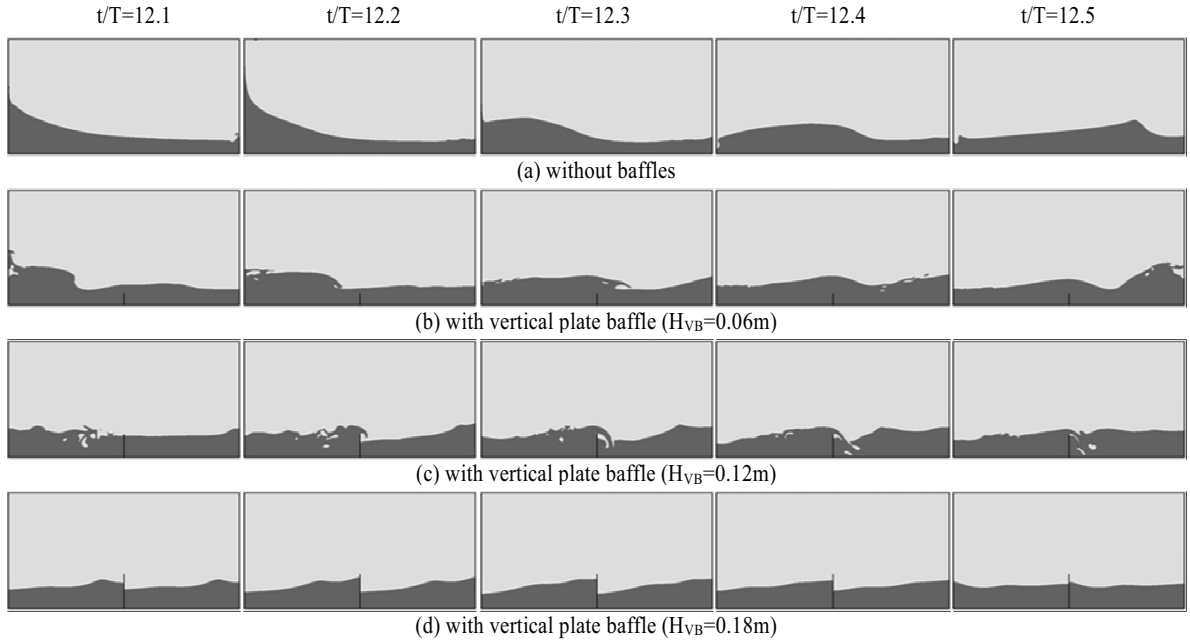 t/T=12.1 t/T=12.2 t/T=12.3 t/T=12.4 t/T=12.5
(a) without baffles
(b) with vertical plate baffle (H_VB=0.06m)
(c) with vertical plate baffle (H_VB=0.12m)
(d) with vertical plate baffle (H_VB=0.18m)